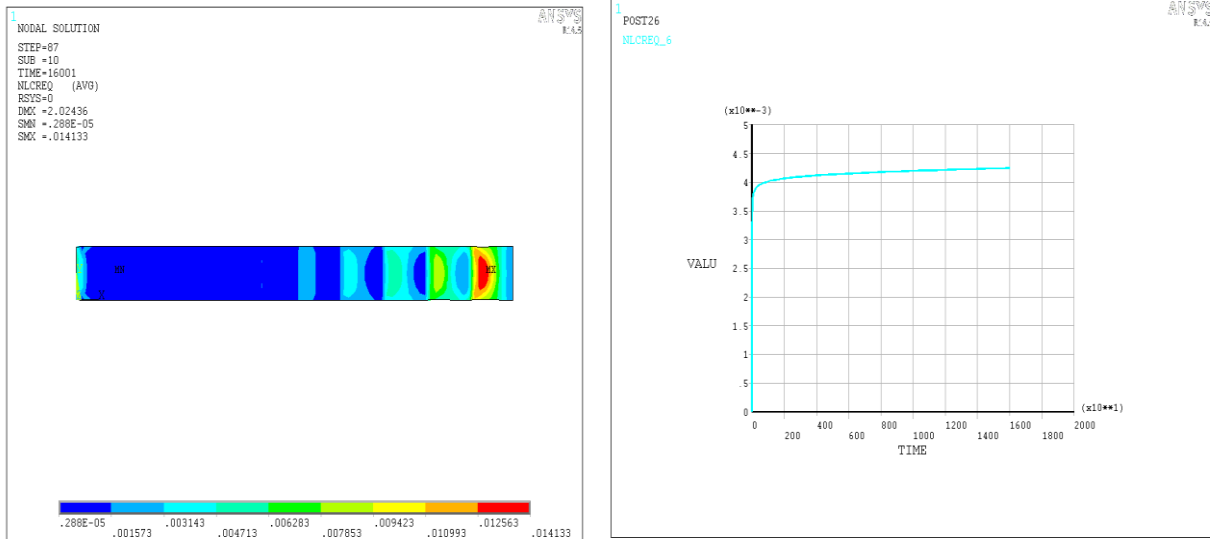 1
NODAL SOLUTION
STEP=87
SUB =10
TIME=16001
NLCREQ (AVG)
RSYS=0
DMX =2.02436
SMN =.288E-05
SMX =.014133
ANSYS
R14.5
MN
MX
X
.288E-05
.001573
.003143
.004713
.006283
.007853
.009423
.010993
.012563
.014133
1
POST26
NLCREQ_6
ANSYS
(x10**-3)
5
4.5
4
3.5
3
2.5
2
1.5
1
.5
0
VALU
0
200
400
600
800
1000
1200
1400
1600
1800
2000
(x10**1)
TIME